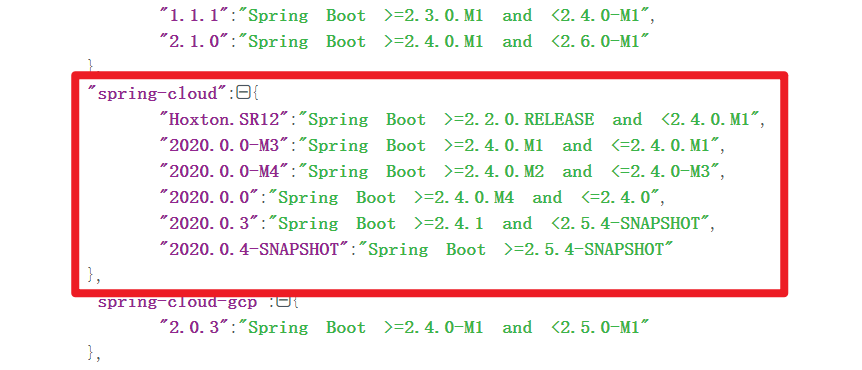 "1.1.1":"Spring Boot >=2.3.0.M1 and <2.4.0-M1",
"2.1.0":"Spring Boot >=2.4.0.M1 and <2.6.0-M1"
},
"spring-cloud":{
"Hoxton.SR12":"Spring Boot >=2.2.0.RELEASE and <2.4.0.M1",
"2020.0.0-M3":"Spring Boot >=2.4.0.M1 and <=2.4.0.M1",
"2020.0.0-M4":"Spring Boot >=2.4.0.M2 and <=2.4.0-M3",
"2020.0.0":"Spring Boot >=2.4.0.M4 and <=2.4.0",
"2020.0.3":"Spring Boot >=2.4.1 and <2.5.4-SNAPSHOT",
"2020.0.4-SNAPSHOT":"Spring Boot >=2.5.4-SNAPSHOT"
},
"spring-cloud-gcp":{
"2.0.3":"Spring Boot >=2.4.0-M1 and <2.5.0-M1"
},